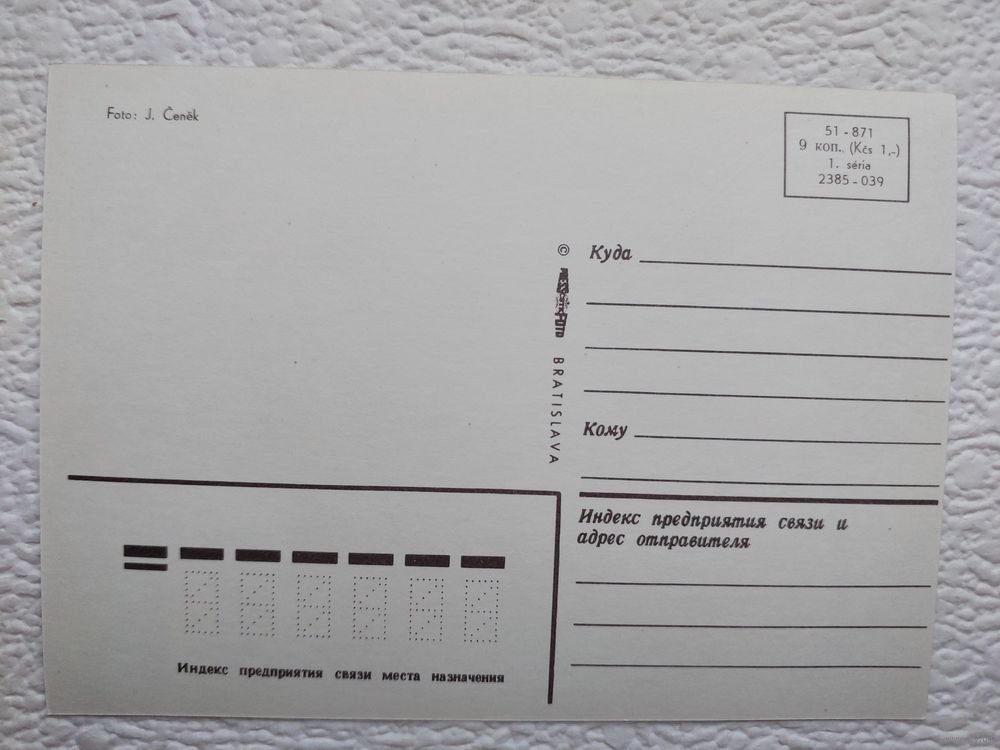 Foto: J. Čeněk
51 - 871
9 коп. (Kčs 1,-)
1. séria
2385 - 039
©
PRESSFOTO
BRATISLAVA
Куда
Кому
Индекс предприятия связи и
адрес отправителя
Индекс предприятия связи места назначения